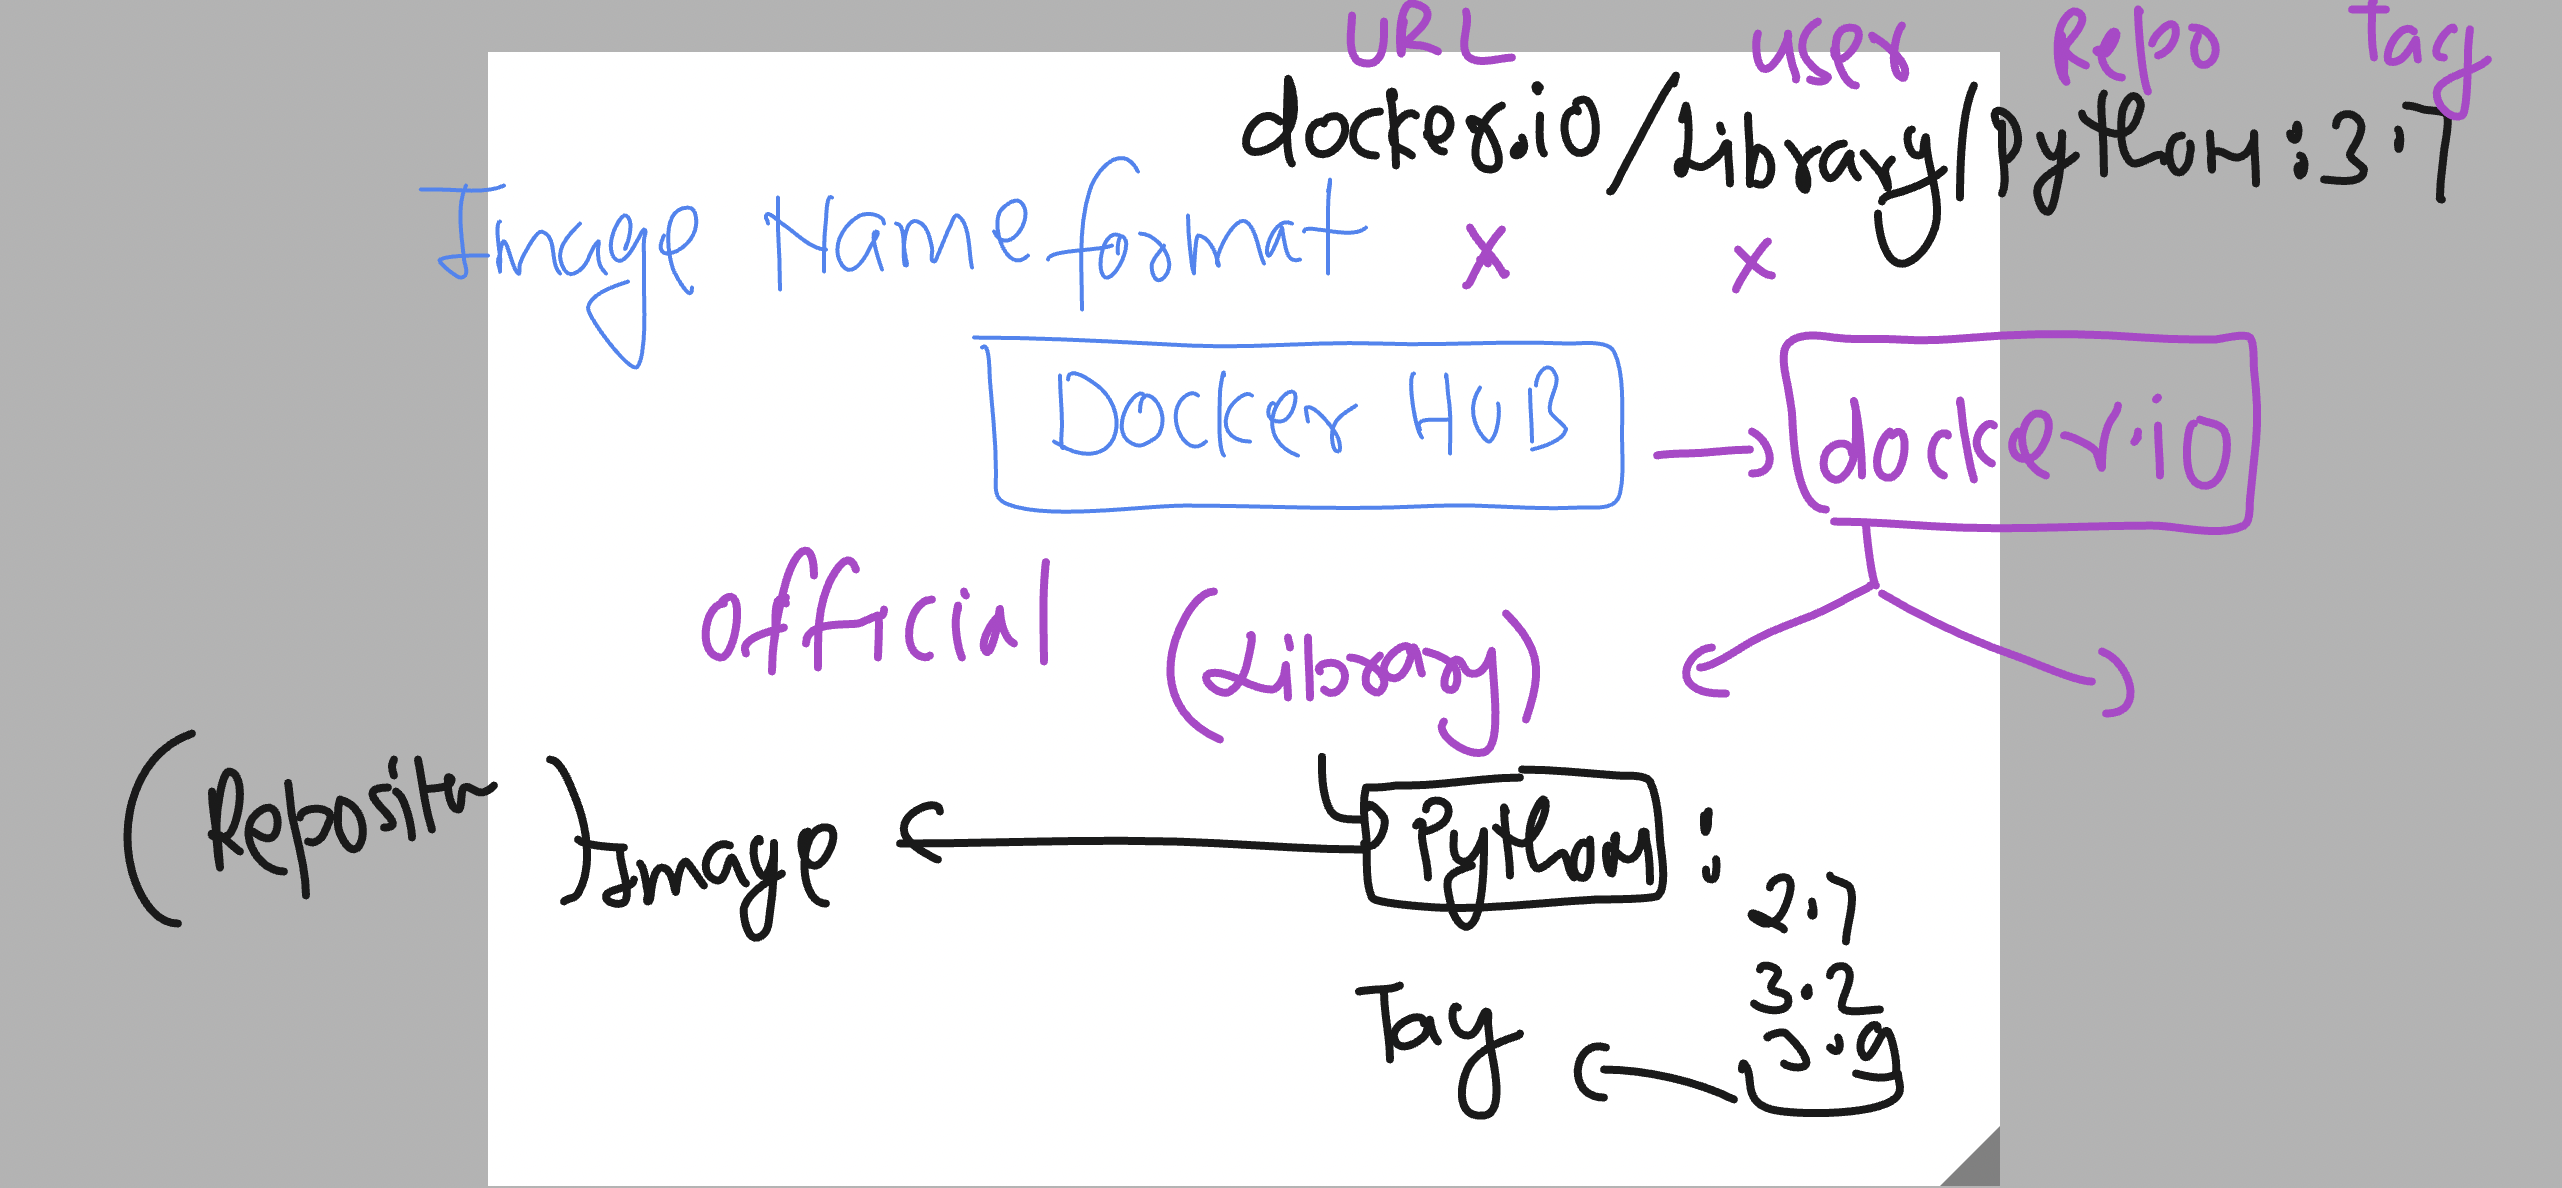 URL user Repo Tag
docker.io/Library/Python:3.7
Image Name format
x x
Docker HUB
docker.io
official (Library)
(Repositr)
Image
Python :
2.7
3.2
Tag
3.9